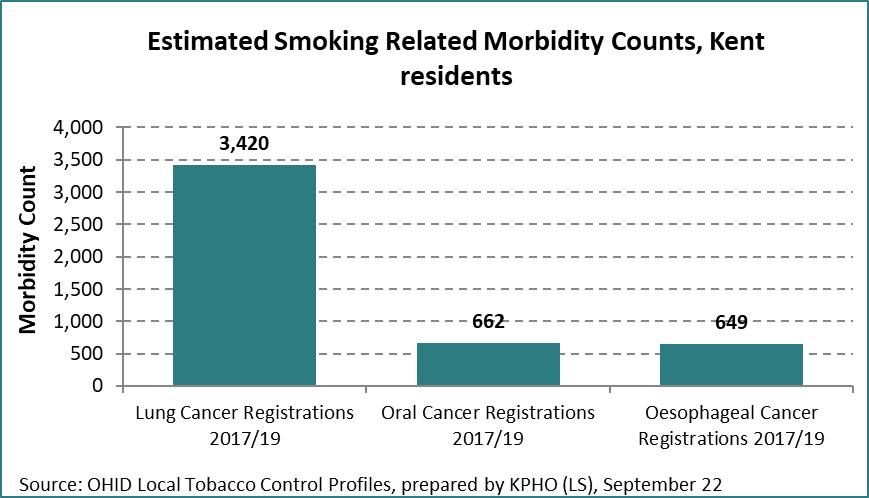 Estimated Smoking Related Morbidity Counts, Kent
residents
Morbidity Count
4,000
3,500
3,000
2,500
2,000
1,500
1,000
500
0
3,420
662
649
Lung Cancer Registrations
2017/19
Oral Cancer Registrations
2017/19
Oesophageal Cancer
Registrations 2017/19
Source: OHID Local Tobacco Control Profiles, prepared by KPHO (LS), September 22